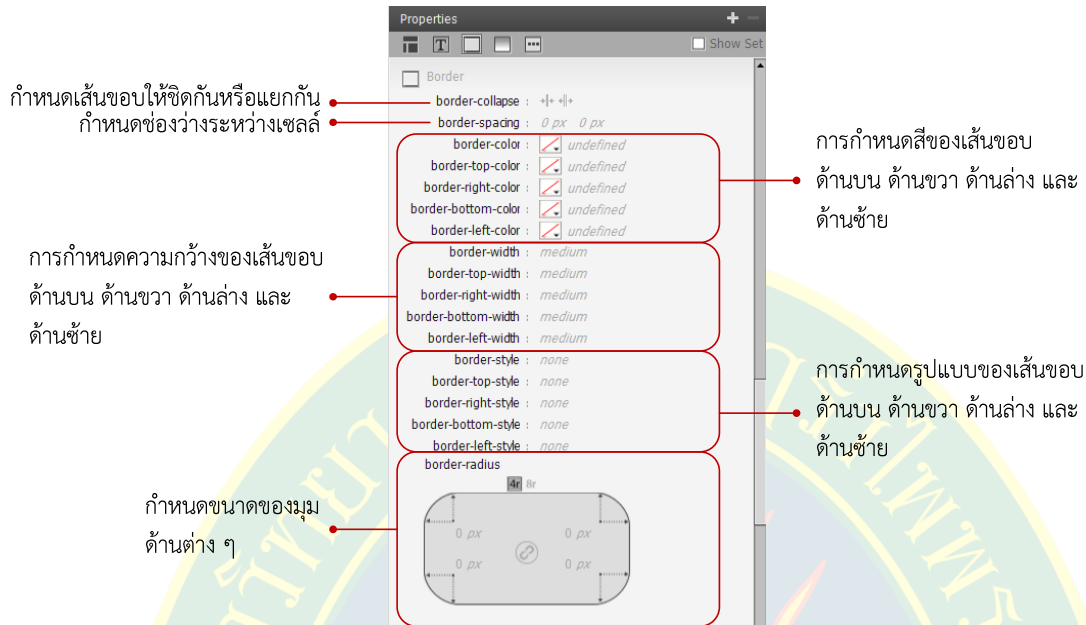 Properties
Show Set
Border
กำหนดเส้นขอบให้ชิดกันหรือแยกกัน
border-collapse :
กำหนดช่องว่างระหว่างเซลล์
border-spacing : 0 px 0 px
border-color : undefined
border-top-color : undefined
border-right-color : undefined
border-bottom-color : undefined
border-left-color : undefined
การกำหนดสีของเส้นขอบ
ด้านบน ด้านขวา ด้านล่าง และ
ด้านซ้าย
border-width : medium
border-top-width : medium
border-right-width : medium
border-bottom-width : medium
border-left-width : medium
การกำหนดความกว้างของเส้นขอบ
ด้านบน ด้านขวา ด้านล่าง และ
ด้านซ้าย
border-style : none
border-top-style : none
border-right-style : none
border-bottom-style : none
border-left-style : none
การกำหนดรูปแบบของเส้นขอบ
ด้านบน ด้านขวา ด้านล่าง และ
ด้านซ้าย
border-radius
4r 8r
0 px 0 px
0 px 0 px
กำหนดขนาดของมุม
ด้านต่าง ๆ